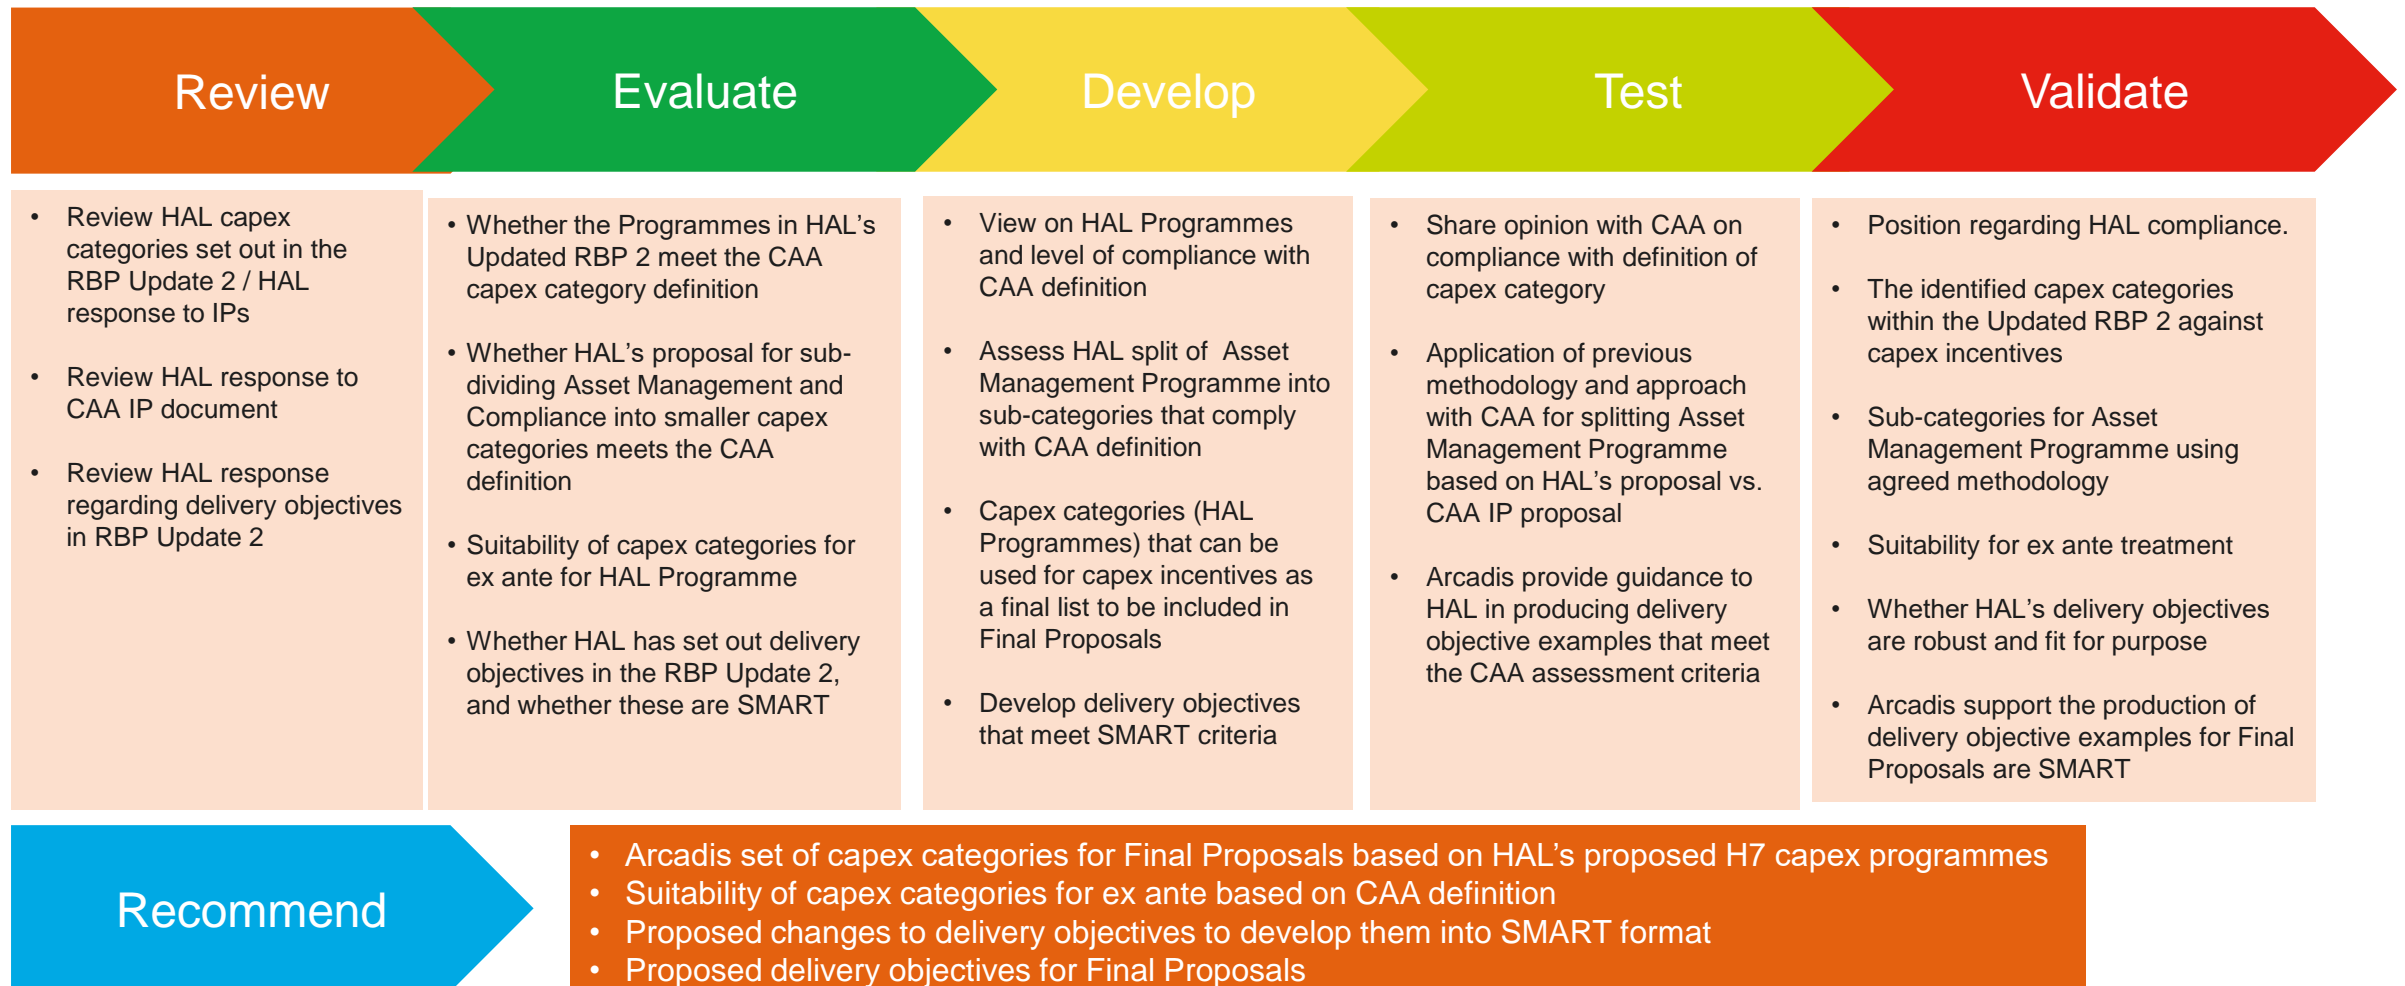 Review
Evaluate
Develop
Test
Validate
• Review HAL capex
categories set out in the
RBP Update 2 / HAL
response to IPs
• Review HAL response to
CAA IP document
• Review HAL response
regarding delivery objectives
in RBP Update 2
• Whether the Programmes in HAL's
Updated RBP 2 meet the CAA
capex category definition
• Whether HAL's proposal for sub-
dividing Asset Management and
Compliance into smaller capex
categories meets the CAA
definition
• Suitability of capex categories for
ex ante for HAL Programme
• Whether HAL has set out delivery
objectives in the RBP Update 2,
and whether these are SMART
• View on HAL Programmes
and level of compliance with
CAA definition
• Assess HAL split of Asset
Management Programme into
sub-categories that comply
with CAA definition
• Capex categories (HAL
Programmes) that can be
used for capex incentives as
a final list to be included in
Final Proposals
• Develop delivery objectives
that meet SMART criteria
• Share opinion with CAA on
compliance with definition of
capex category
• Application of previous
methodology and approach
with CAA for splitting Asset
Management Programme
based on HAL's proposal vs.
CAA IP proposal
• Arcadis provide guidance to
HAL in producing delivery
objective examples that meet
the CAA assessment criteria
• Position regarding HAL compliance.
• The identified capex categories
within the Updated RBP 2 against
capex incentives
• Sub-categories for Asset
Management Programme using
agreed methodology
• Suitability for ex ante treatment
• Whether HAL's delivery objectives
are robust and fit for purpose
• Arcadis support the production of
delivery objective examples for Final
Proposals are SMART
Recommend
• Arcadis set of capex categories for Final Proposals based on HAL's proposed H7 capex programmes
• Suitability of capex categories for ex ante based on CAA definition
• Proposed changes to delivery objectives to develop them into SMART format
• Proposed delivery objectives for Final Proposals